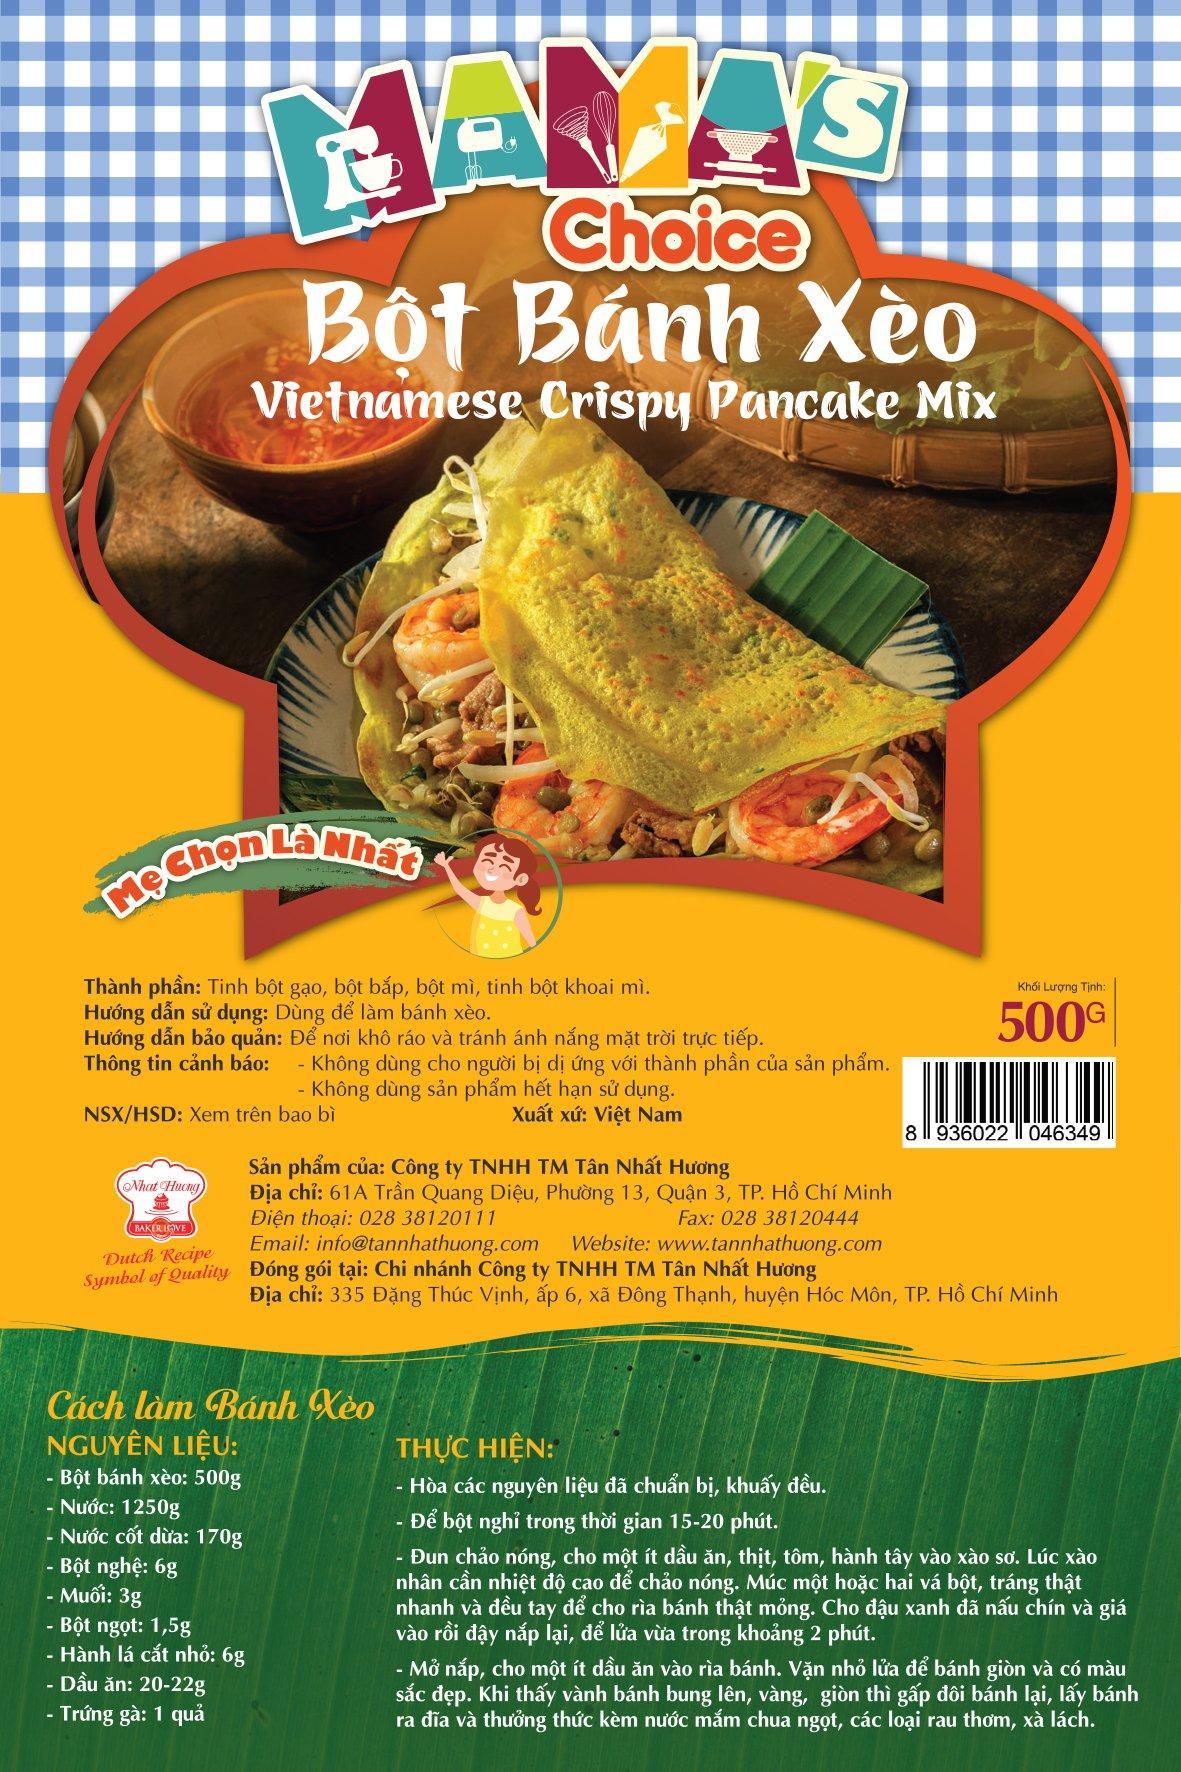 MAMA'S
Choice
Bột Bánh Xèo
Vietnamese Crispy Pancake Mix
Mẹ Chọn Là Nhất
Thành phần: Tinh bột gạo, bột bắp, bột mì, tinh bột khoai mì.
Hướng dẫn sử dụng: Dùng để làm bánh xèo.
Hướng dẫn bảo quản: Để nơi khô ráo và tránh ánh nắng mặt trời trực tiếp.
Thông tin cảnh báo: - Không dùng cho người bị dị ứng với thành phần của sản phẩm.
- Không dùng sản phẩm hết hạn sử dụng.
NSX/HSD: Xem trên bao bì Xuất xứ: Việt Nam
Khối Lượng Tịnh:
500G
8 936022 046349
Nhat Huong
BAKER LOVE
Dutch Recipe
Symbol of Quality
Sản phẩm của: Công ty TNHH TM Tân Nhất Hương
Địa chỉ: 61A Trần Quang Diệu, Phường 13, Quận 3, TP. Hồ Chí Minh
Điện thoại: 028 38120111 Fax: 028 38120444
Email: info@tannhathuong.com Website: www.tannhathuong.com
Đóng gói tại: Chi nhánh Công ty TNHH TM Tân Nhất Hương
Địa chỉ: 335 Đặng Thúc Vịnh, ấp 6, xã Đông Thạnh, huyện Hóc Môn, TP. Hồ Chí Minh
Cách làm Bánh Xèo
NGUYÊN LIỆU:
- Bột bánh xèo: 500g
- Nước: 1250g
- Nước cốt dừa: 170g
- Bột nghệ: 6g
- Muối: 3g
- Bột ngọt: 1,5g
- Hành lá cắt nhỏ: 6g
- Dầu ăn: 20-22g
- Trứng gà: 1 quả
THỰC HIỆN:
- Hòa các nguyên liệu đã chuẩn bị, khuấy đều.
- Để bột nghỉ trong thời gian 15-20 phút.
- Đun chảo nóng, cho một ít dầu ăn, thịt, tôm, hành tây vào xào sơ. Lúc xào
nhân cần nhiệt độ cao để chảo nóng. Múc một hoặc hai vá bột, tráng thật
nhanh và đều tay để cho rìa bánh thật mỏng. Cho đậu xanh đã nấu chín và giá
vào rồi đậy nắp lại, để lửa vừa trong khoảng 2 phút.
- Mở nắp, cho một ít dầu ăn vào rìa bánh. Vặn nhỏ lửa để bánh giòn và có màu
sắc đẹp. Khi thấy vành bánh bung lên, vàng, giòn thì gấp đôi bánh lại, lấy bánh
ra đĩa và thưởng thức kèm nước mắm chua ngọt, các loại rau thơm, xà lách.